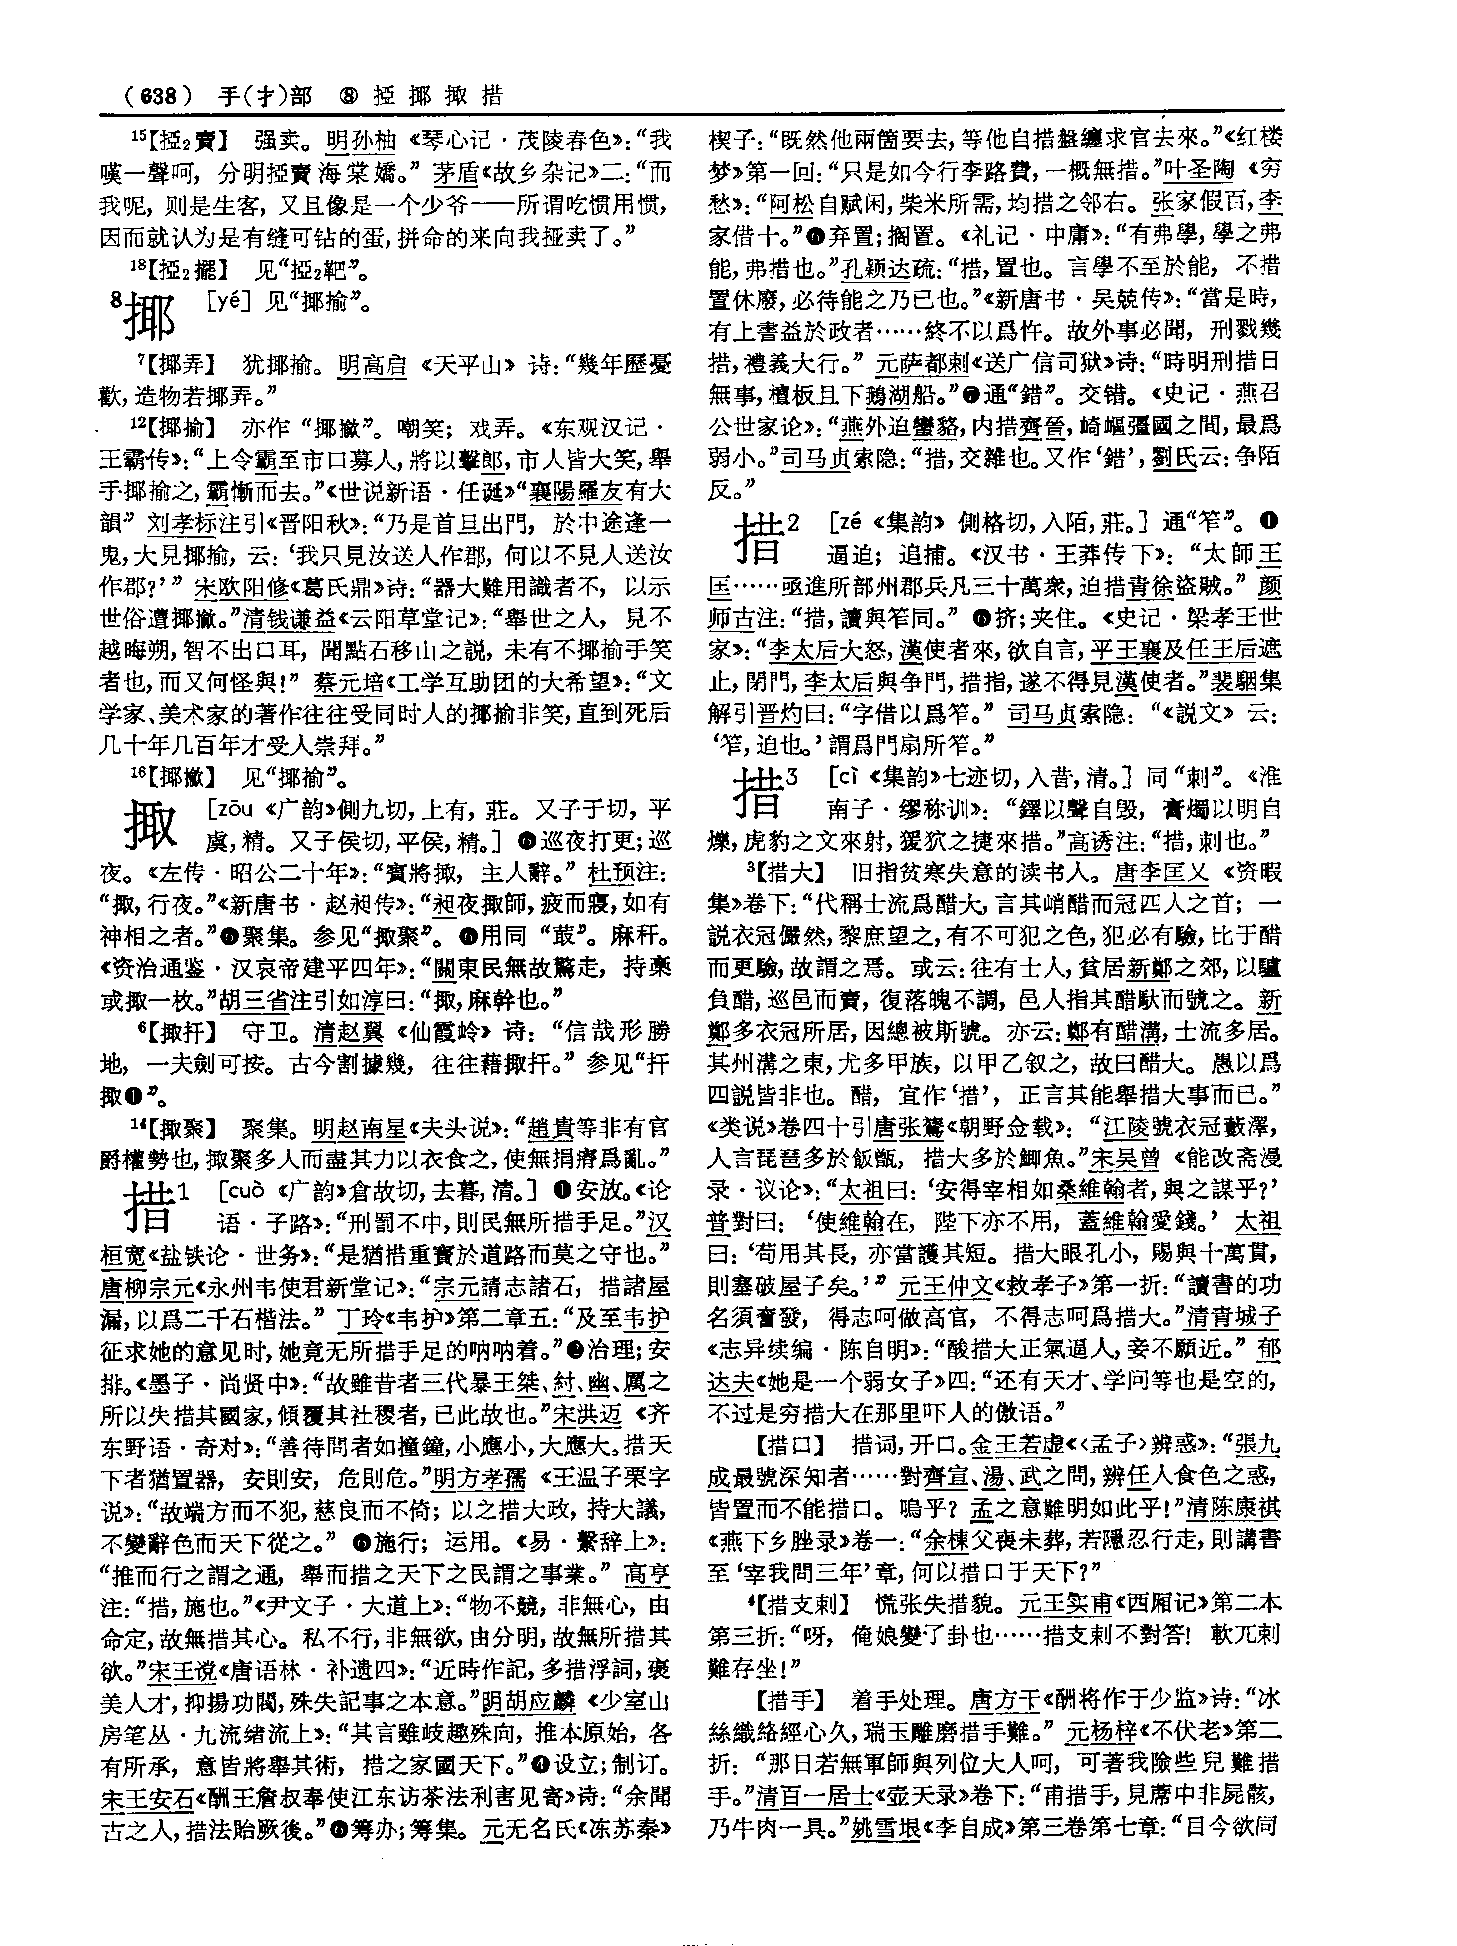 (638) 手(扌)部 ⑧ 掗 揶 掫 措
15【掗2賣】 强卖。明孙柚《琴心记·茂陵春色》：“我
嘆一聲呵，分明掗賣海棠嬌。”茅盾《故乡杂记》二：“而
我呢，则是生客，又且像是一个少爷——所谓吃惯用惯，
因而就认为是有缝可钻的蛋，拼命的来向我掗卖了。”
18【掗2擺】 见“掗2靶”。
8揶 [yé] 见“揶揄”。
7【揶弄】 犹揶揄。明高启《天平山》诗：“幾年歷憂
歡，造物若揶弄。”
12【揶揄】 亦作“揶撽”。嘲笑；戏弄。《东观汉记·
王霸传》：“上令霸至市口募人，將以擊郎，市人皆大笑，舉
手揶揄之，霸慚而去。”《世说新语·任诞》“襄陽羅友有大
韻”刘孝标注引《晋阳秋》：“乃是首旦出門，於中途逢一
鬼，大見揶揄，云：‘我只見汝送人作郡，何以不見人送汝
作郡？’”宋欧阳修《葛氏鼎》诗：“器大難用識者不，以示
世俗遭揶撽。”清钱谦益《云阳草堂记》：“舉世之人，見不
越晦朔，智不出口耳，聞點石移山之説，未有不揶揄手笑
者也，而又何怪與！”蔡元培《工学互助团的大希望》：“文
学家、美术家的著作往往受同时人的揶揄非笑，直到死后
几十年几百年才受人崇拜。”
16【揶撽】 见“揶揄”。
掫 [zōu《广韵》側九切，上有，莊。又子于切，平
虞，精。又子侯切，平侯，精。]❶巡夜打更；巡
夜。《左传·昭公二十年》：“賓將掫，主人辭。”杜预注：
“掫，行夜。”《新唐书·赵昶传》：“昶夜掫師，疲而寢，如有
神相之者。”❷聚集。参见“掫聚”。❸用同“菆”。麻秆。
《资治通鉴·汉哀帝建平四年》：“關東民無故驚走，持稾
或掫一枚。”胡三省注引如淳曰：“掫，麻幹也。”
6【掫扞】 守卫。清赵翼《仙霞岭》诗：“信哉形勝
地，一夫劍可按。古今割據幾，往往藉掫扞。”参见“扞
掫❶”。
14【掫聚】 聚集。明赵南星《夫头说》：“趙貴等非有官
爵權勢也，掫聚多人而盡其力以衣食之，使無捐瘠爲亂。”
措1 [cuò《广韵》倉故切，去暮，清。]❶安放。《论
语·子路》：“刑罰不中，則民無所措手足。”汉
桓宽《盐铁论·世务》：“是猶措重寶於道路而莫之守也。”
唐柳宗元《永州韦使君新堂记》：“宗元請志諸石，措諸屋
漏，以爲二千石楷法。”丁玲《韦护》第二章五：“及至韦护
征求她的意见时，她竟无所措手足的呐呐着。”❷治理；安
排。《墨子·尚贤中》：“故雖昔者三代暴王桀、紂、幽、厲之
所以失措其國家，傾覆其社稷者，已此故也。”宋洪迈《齐
东野语·奇对》：“善待問者如撞鐘，小應小，大應大。措天
下者猶置器，安則安，危則危。”明方孝孺《王温子栗字
说》：“故端方而不犯，慈良而不倚；以之措大政，持大議，
不變辭色而天下從之。”❸施行；运用。《易·繫辞上》：
“推而行之謂之通，舉而措之天下之民謂之事業。”高亨
注：“措，施也。”《尹文子·大道上》：“物不競，非無心，由
命定，故無措其心。私不行，非無欲，由分明，故無所措其
欲。”宋王谠《唐语林·补遗四》：“近時作記，多措浮詞，褒
美人才，抑揚功閥，殊失記事之本意。”明胡应麟《少室山
房笔丛·九流绪流上》：“其言雖歧趣殊向，推本原始，各
有所承，意皆將舉其術，措之家國天下。”❹设立；制订。
宋王安石《酬王詹叔奉使江东访茶法利害见寄》诗：“余聞
古之人，措法貽厥後。”❺筹办；筹集。元无名氏《冻苏秦》
楔子：“既然他兩箇要去，等他自措盤纏求官去來。”《红楼
梦》第一回：“只是如今行李路費，一概無措。”叶圣陶《穷
愁》：“阿松自赋闲，柴米所需，均措之邻右。张家假百，李
家借十。”❻弃置；搁置。《礼记·中庸》：“有弗學，學之弗
能，弗措也。”孔颖达疏：“措，置也。言學不至於能，不措
置休廢，必待能之乃已也。”《新唐书·吴兢传》：“當是時，
有上書益於政者……終不以爲忤。故外事必聞，刑戮幾
措，禮義大行。”元萨都剌《送广信司狱》诗：“時明刑措日
無事，檀板且下鵝湖船。”❼通“錯”。交错。《史记·燕召
公世家论》：“燕外迫蠻貉，内措齊晉，崎嶇彊國之間，最爲
弱小。”司马贞索隐：“措，交雜也。又作‘錯’，劉氏云：争陌
反。”
措2 [zé《集韵》側格切，入陌，莊。]通“笮”。❶
逼迫；追捕。《汉书·王莽传下》：“太師王
匡……亟進所部州郡兵凡三十萬衆，迫措青徐盜賊。”颜
师古注：“措，讀與笮同。”❷挤；夹住。《史记·梁孝王世
家》：“李太后大怒，漢使者來，欲自言，平王襄及任王后遮
止，閉門，李太后與争門，措指，遂不得見漢使者。”裴駰集
解引晋灼曰：“字借以爲笮。”司马贞索隐：“《説文》云：
‘笮，迫也。’謂爲門扇所笮。”
措3 [cì《集韵》七迹切，入昔，清。]同“刺”。《淮
南子·缪称训》：“鐸以聲自毁，膏燭以明自
爍，虎豹之文來射，猨狖之捷來措。”高诱注：“措，刺也。”
3【措大】 旧指贫寒失意的读书人。唐李匡乂《资暇
集》卷下：“代稱士流爲醋大，言其峭醋而冠四人之首；一
説衣冠儼然，黎庶望之，有不可犯之色，犯必有驗，比于醋
而更驗，故謂之焉。或云：往有士人，貧居新鄭之郊，以驢
負醋，巡邑而賣，復落魄不調，邑人指其醋馱而號之。新
鄭多衣冠所居，因總被斯號。亦云：鄭有醋溝，士流多居。
其州溝之東，尤多甲族，以甲乙叙之，故曰醋大。愚以爲
四説皆非也。醋，宜作‘措’，正言其能舉措大事而已。”
《类说》卷四十引唐张鷟《朝野佥载》：“江陵號衣冠藪澤，
人言琵琶多於飯甑，措大多於鯽魚。”宋吴曾《能改斋漫
录·议论》：“太祖曰：‘安得宰相如桑維翰者，與之謀乎？’
普對曰：‘使維翰在，陛下亦不用，蓋維翰愛錢。’太祖
曰：‘苟用其長，亦當護其短。措大眼孔小，賜與十萬貫，
則塞破屋子矣。’”元王仲文《救孝子》第一折：“讀書的功
名須奮發，得志呵做高官，不得志呵爲措大。”清青城子
《志异续编·陈自明》：“酸措大正氣逼人，妾不願近。”郁
达夫《她是一个弱女子》四：“还有天才、学问等也是空的，
不过是穷措大在那里吓人的傲语。”
【措口】 措词，开口。金王若虚《〈孟子〉辨惑》：“張九
成最號深知者……對齊宣、湯、武之問，辨任人食色之惑，
皆置而不能措口。嗚乎？孟之意難明如此乎！”清陈康祺
《燕下乡脞录》卷一：“余棟父喪未葬，若隱忍行走，則講書
至‘宰我問三年’章，何以措口于天下？”
4【措支剌】 慌张失措貌。元王实甫《西厢记》第二本
第三折：“呀，俺娘變了卦也……措支剌不對答！軟兀剌
難存坐！”
【措手】 着手处理。唐方干《酬将作于少监》诗：“冰
絲織絡經心久，瑞玉雕磨措手難。”元杨梓《不伏老》第二
折：“那日若無軍師與列位大人呵，可著我險些兒難措
手。”清百一居士《壶天录》卷下：“甫措手，見席中非屍骸，
乃牛肉一具。”姚雪垠《李自成》第三卷第七章：“目今欲同